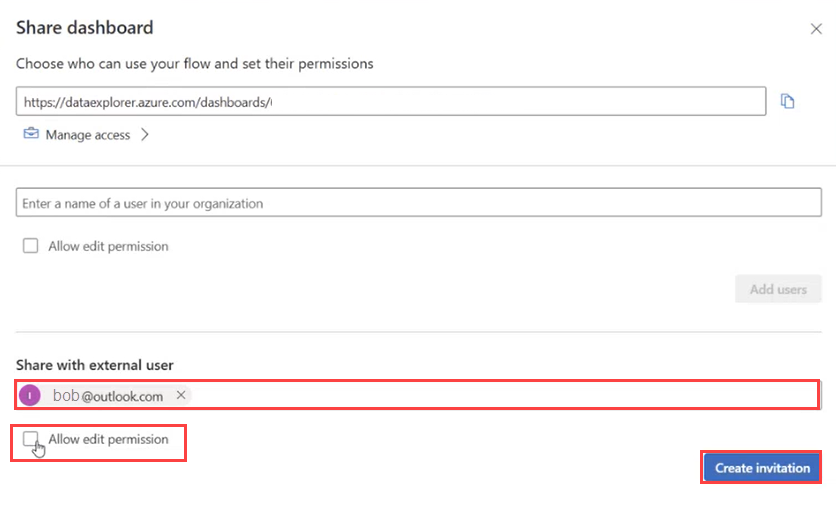 Share dashboard
Choose who can use your flow and set their permissions
https://dataexplorer.azure.com/dashboards/
Manage access
Enter a name of a user in your organization
Allow edit permission
Add users
Share with external user
I bob@outlook.com
Allow edit permission
Create invitation